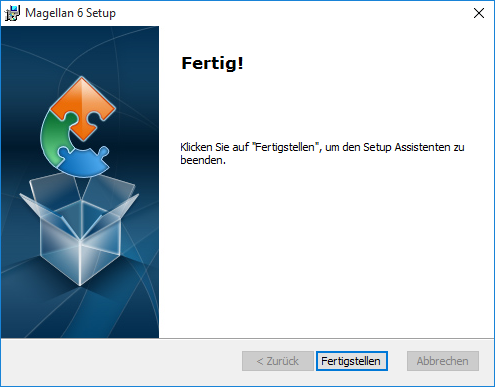 Magellan 6 Setup
Fertig!
Klicken Sie auf "Fertigstellen", um den Setup Assistenten zu
beenden.
< Zurück
Fertigstellen
Abbrechen